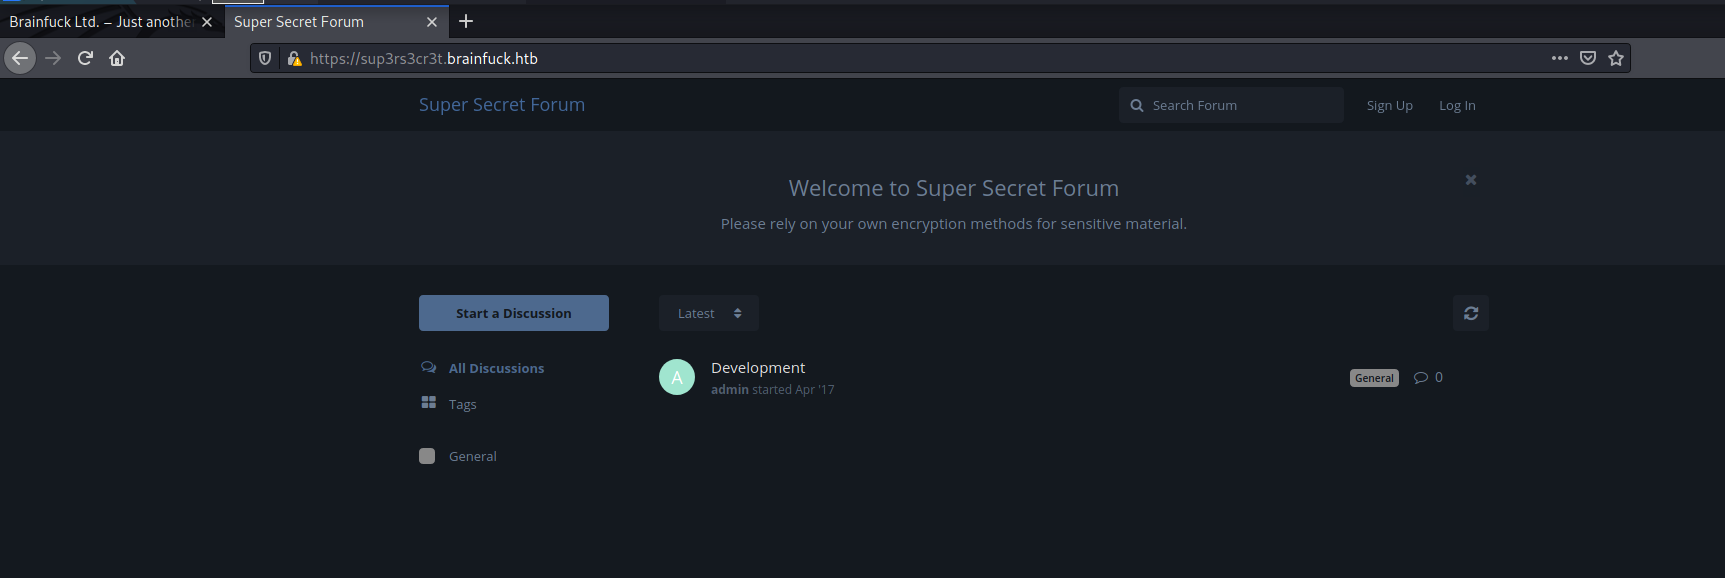 Brainfuck Ltd. – Just anothe
Super Secret Forum
https://sup3rs3cr3t.brainfuck.htb
Super Secret Forum
Search Forum
Sign Up
Log In
Welcome to Super Secret Forum
Please rely on your own encryption methods for sensitive material.
Start a Discussion
Latest
All Discussions
Development
A
General
0
admin started Apr '17
Tags
General